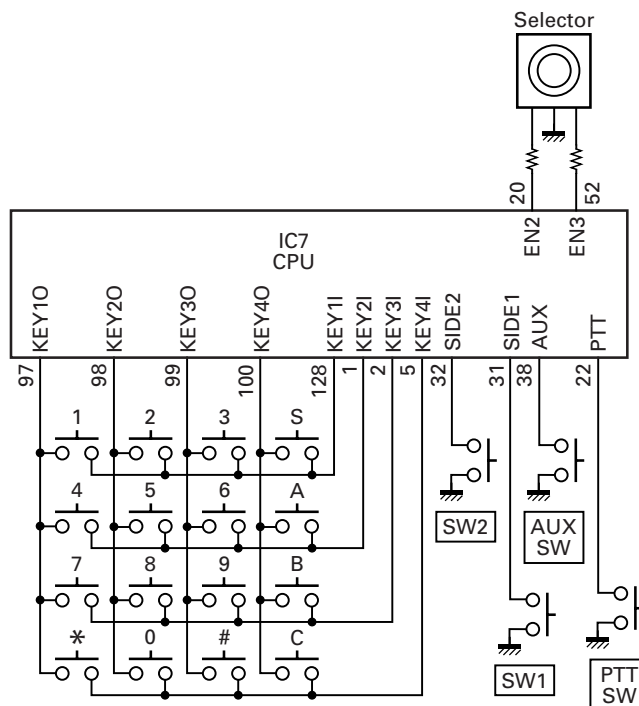 Selector
20
52
IC7
CPU
EN2
EN3
KEY1O
KEY2O
KEY3O
KEY4O
KEY1I
KEY2I
KEY3I
KEY4I
SIDE2
SIDE1
AUX
PTT
97
98
99
100
128
1
2
5
32
31
38
22
1 2 3 S
4 5 6 A
7 8 9 B
* 0 # C
SW2
AUX
SW
SW1
PTT
SW